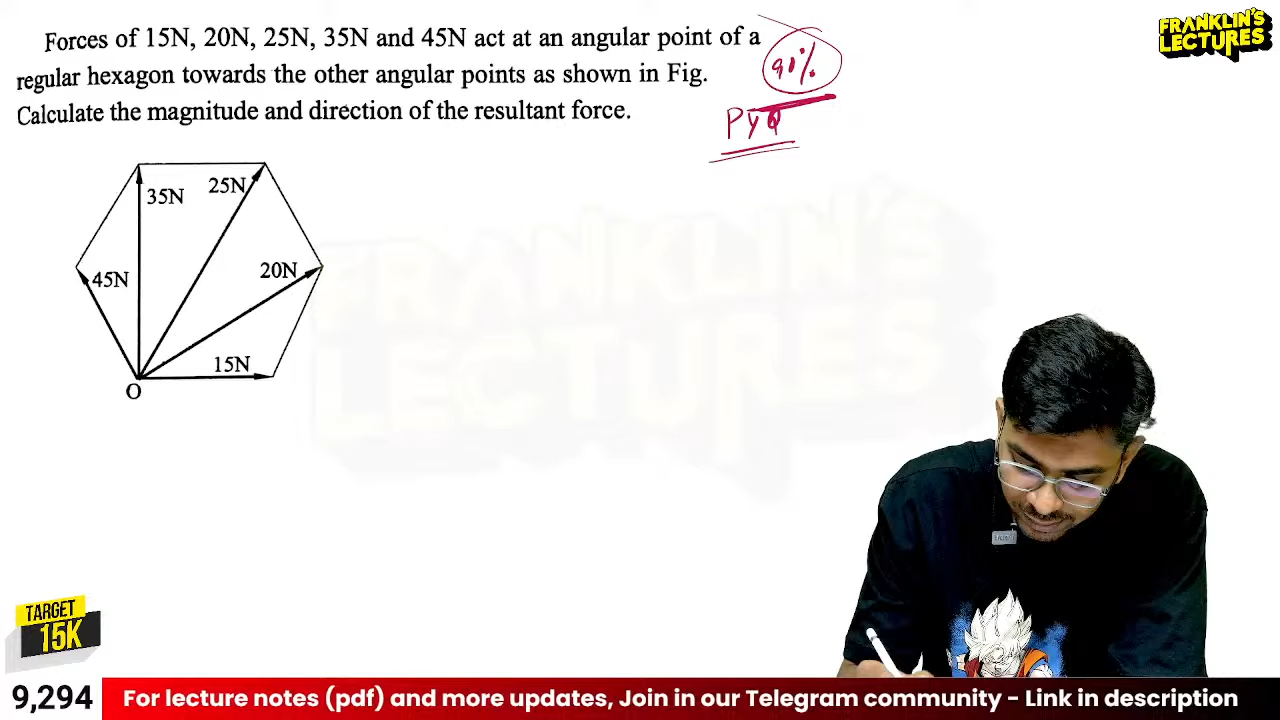 Forces of 15N, 20N, 25N, 35N and 45N act at an angular point of a
regular hexagon towards the other angular points as shown in Fig.
Calculate the magnitude and direction of the resultant force.
90%
PYQ
FRANKLIN'S
LECTURES
35N
25N
45N
20N
15N
O
FRANKLIN'S
LECTURES
TARGET
15K
9,294
For lecture notes (pdf) and more updates, Join in our Telegram community - Link in description